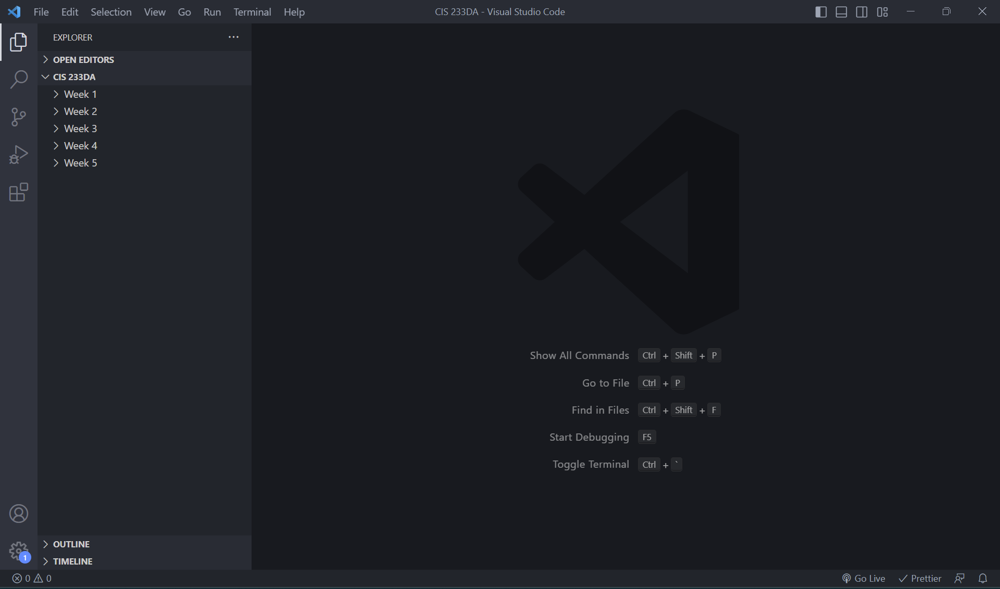 File Edit Selection View Go Run Terminal Help CIS 233DA - Visual Studio Code
EXPLORER
OPEN EDITORS
CIS 233DA
Week 1
Week 2
Week 3
Week 4
Week 5
Show All Commands Ctrl + Shift + P
Go to File Ctrl + P
Find in Files Ctrl + Shift + F
Start Debugging F5
Toggle Terminal Ctrl + `
OUTLINE
1
TIMELINE
0 0 Go Live Prettier